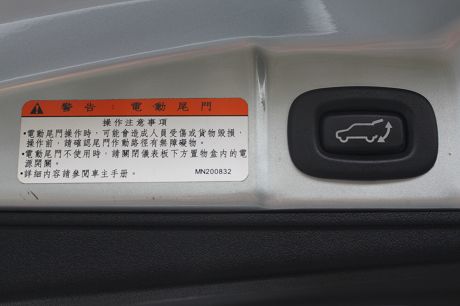 警告：電動尾門
操作注意事項
•電動尾門操作時，可能會造成人員受傷或貨物毀損，
操作前，請確認尾門作動路徑有無障礙物。
•電動尾門不使用時，請關閉儀表板下方置物盒內的電
源開關。
•詳細內容請參閱車主手冊。
MN200832